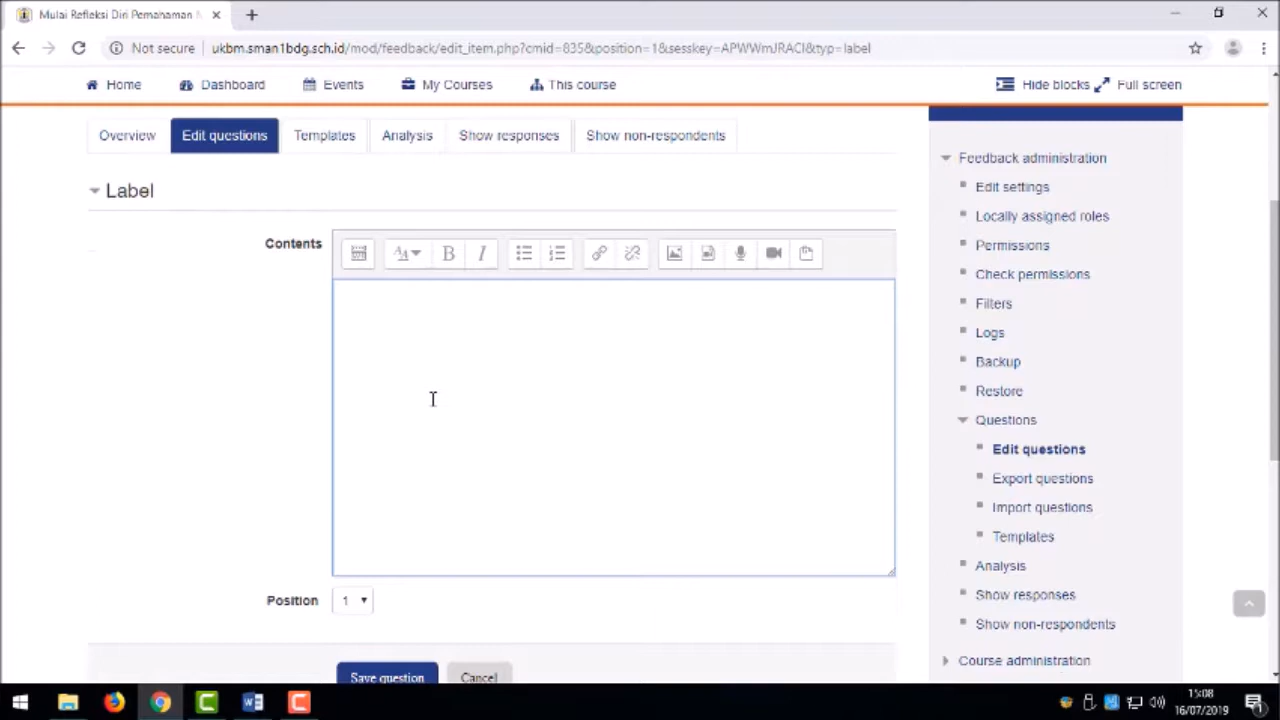 Mulai Refleksi Diri Pemahaman
Not secure
ukbm.sman1bdg.sch.id/mod/feedback/edit_item.php?cmid=835&position=1&sesskey=APWWmJRACI&typ=label
Home Dashboard Events My Courses This course Hide blocks Full screen
Overview Edit questions Templates Analysis Show responses Show non-respondents
Label
Contents
B I
Position 1
Save question Cancel
Feedback administration
Edit settings
Locally assigned roles
Permissions
Check permissions
Filters
Logs
Backup
Restore
Questions
Edit questions
Export questions
Import questions
Templates
Analysis
Show responses
Show non-respondents
Course administration
15:08
16/07/2019